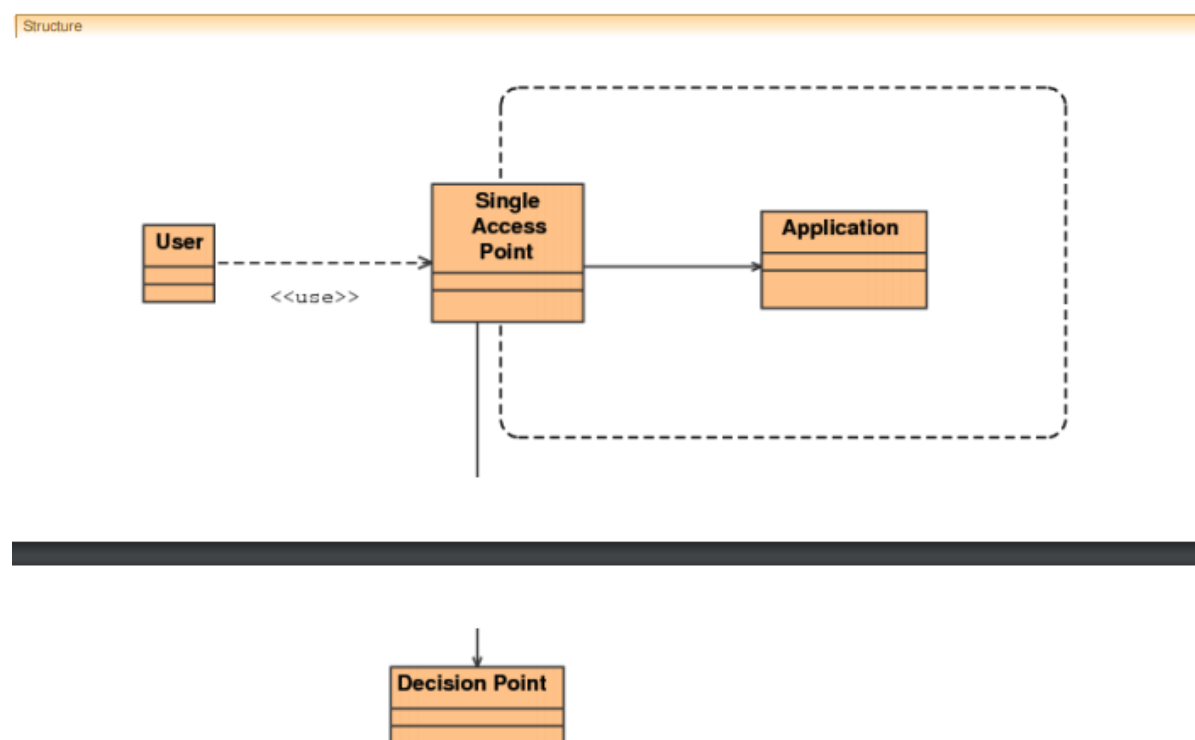 Structure
Single
Access
Point
User
Application
<<use>>
Decision Point